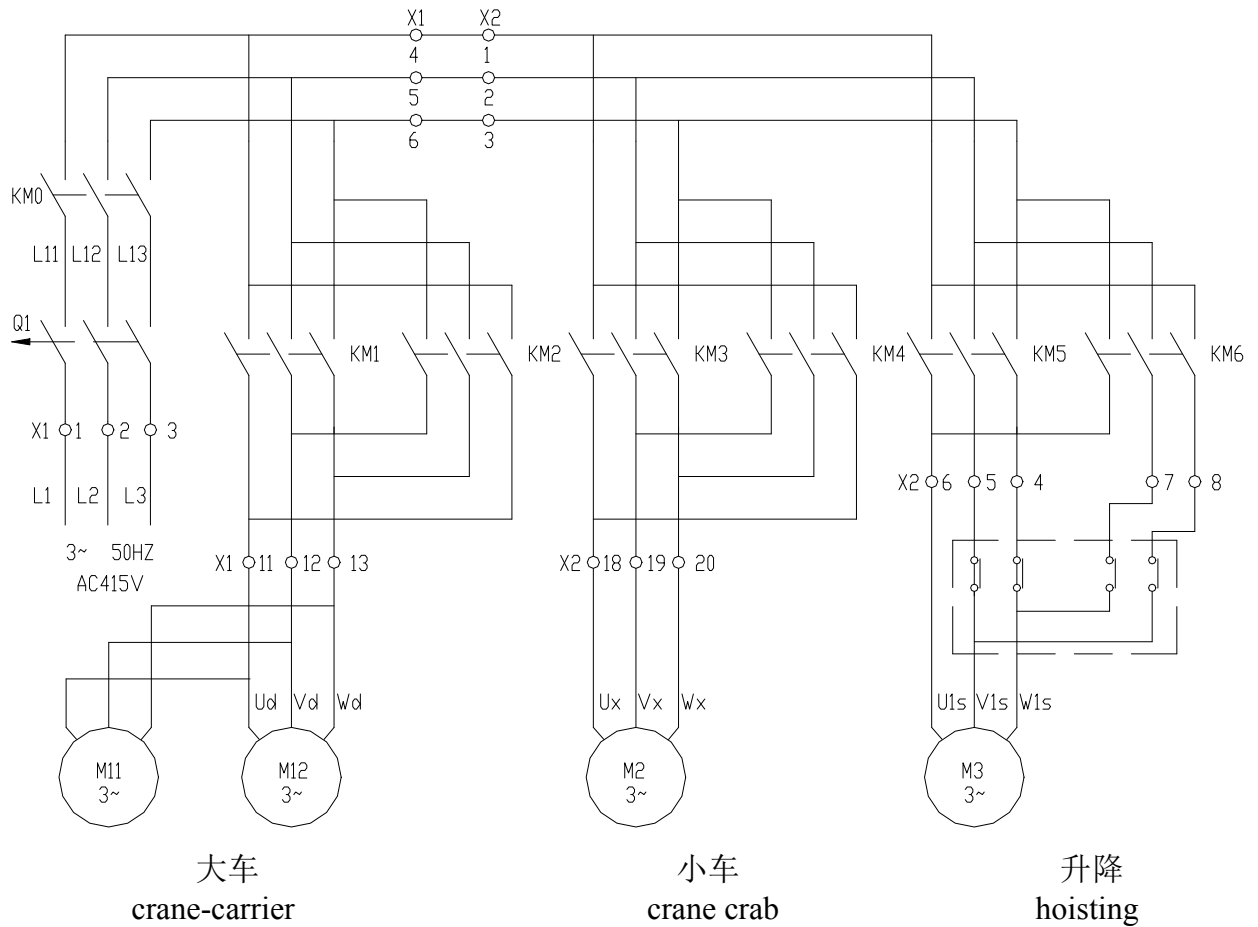 X1 X2
4 1
5 2
6 3
KM0
L11 L12 L13
Q1
KM1 KM2 KM3 KM4 KM5 KM6
X1 1 2 3
X2 6 5 4 7 8
L1 L2 L3
3~ 50HZ
AC415V
X1 11 12 13
X2 18 19 20
Ud Vd Wd
Ux Vx Wx
U1s V1s W1s
M11
3~
M12
3~
M2
3~
M3
3~
大车
crane-carrier
小车
crane crab
升降
hoisting